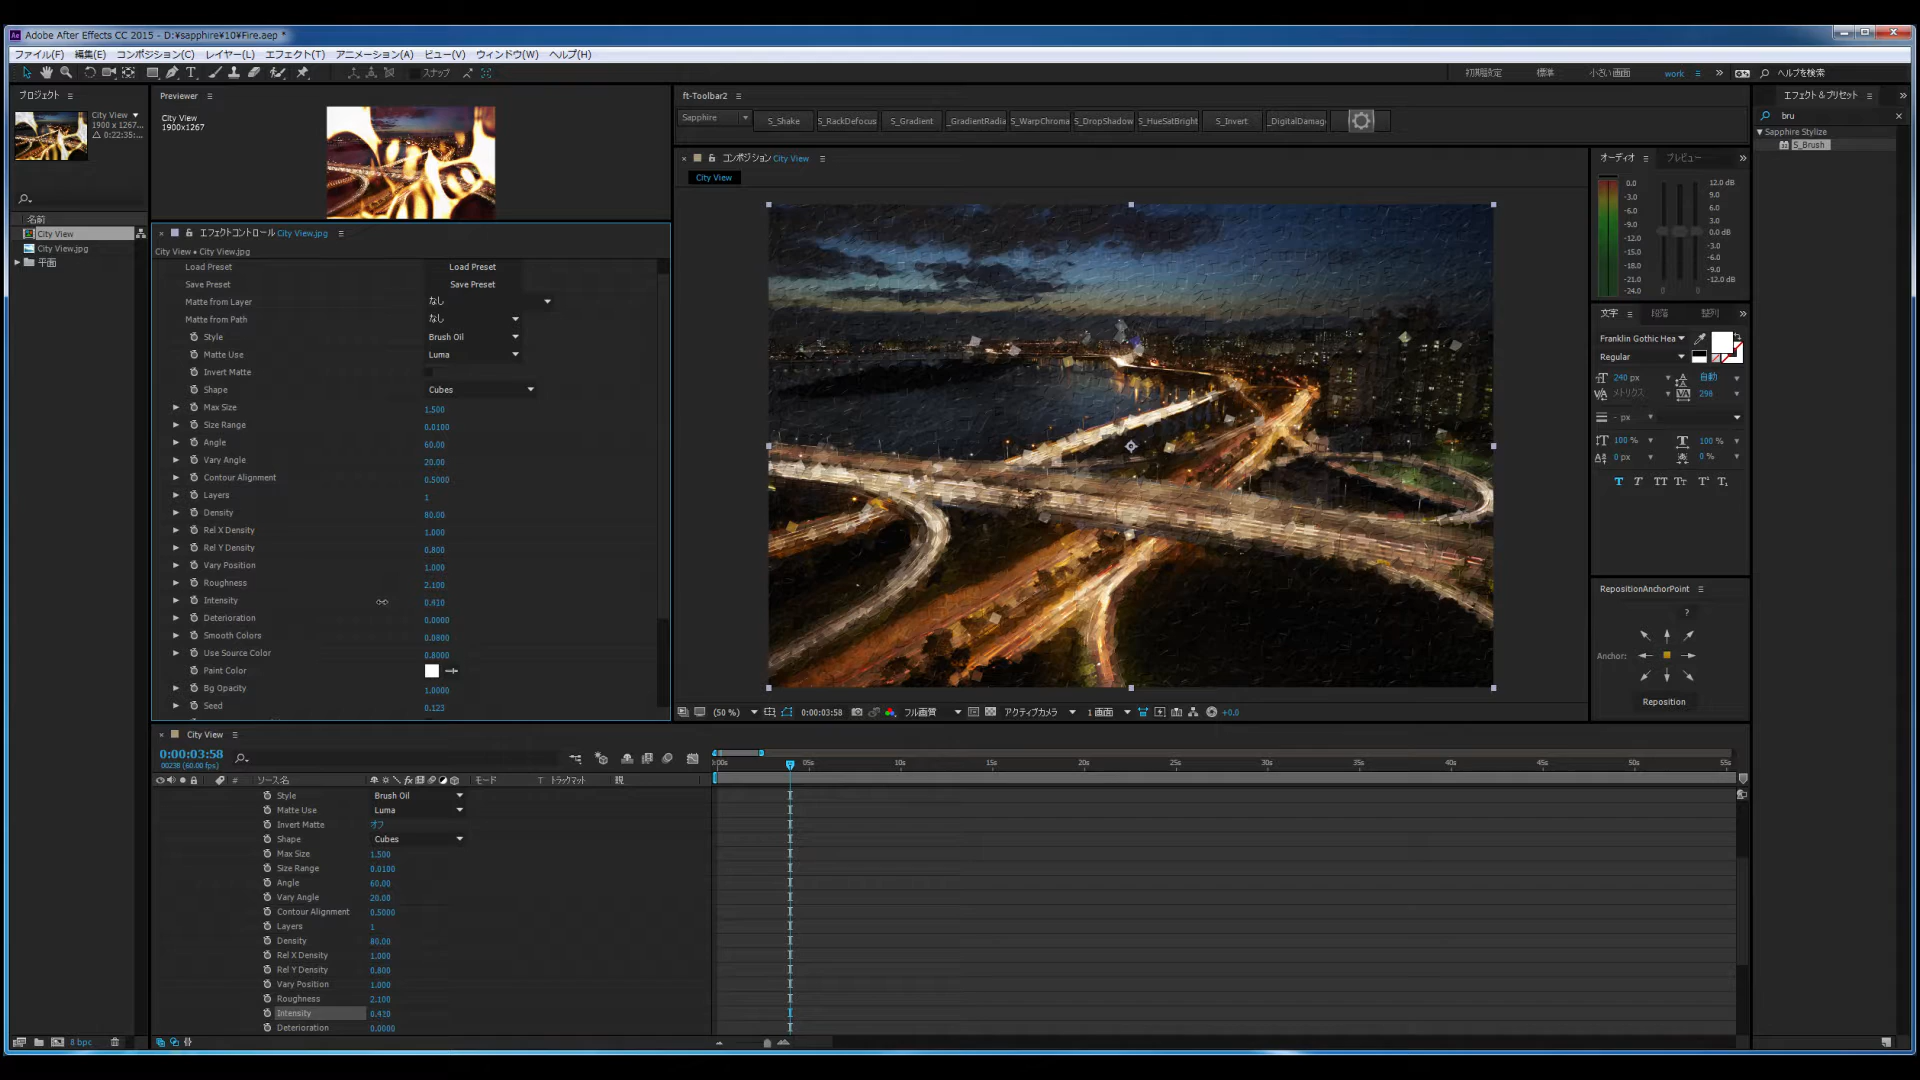 Adobe After Effects CC 2015 - D:¥sapphire¥10¥Fire.aep *
ファイル(F) 編集(E) コンポジション(C) レイヤー(L) エフェクト(T) アニメーション(A) ビュー(V) ウィンドウ(W) ヘルプ(H)
スナップ 初期設定 標準 小さい画面 work ヘルプを検索
プロジェクト
City View
1900 x 1267...
Δ 0:22:35:...
名前
City View
City View.jpg
平面
8 bpc
Previewer
City View
1900x1267
エフェクトコントロール City View.jpg
City View • City View.jpg
Load Preset Load Preset
Save Preset Save Preset
Matte from Layer なし
Matte from Path なし
Style Brush Oil
Matte Use Luma
Invert Matte
Shape Cubes
Max Size 1.500
Size Range 0.0100
Angle 60.00
Vary Angle 20.00
Contour Alignment 0.5000
Layers 1
Density 80.00
Rel X Density 1.000
Rel Y Density 0.800
Vary Position 1.000
Roughness 2.100
Intensity 0.410
Deterioration 0.0000
Smooth Colors 0.0800
Use Source Color 0.8000
Paint Color
Bg Opacity 1.0000
Seed 0.123
ft-Toolbar2
Sapphire S_Shake S_RackDefocus S_Gradient _GradientRadia S_WarpChroma S_DropShadow S_HueSatBright S_Invert _DigitalDamag
コンポジション City View
City View
(50 %) 0:00:03:58 フル画質 アクティブカメラ 1 画面 +0.0
エフェクト&プリセット
bru
Sapphire Stylize
S_Brush
オーディオ プレビュー
0.0 12.0 dB
-3.0 9.0
-6.0 6.0
-9.0 3.0
-12.0 0.0 dB
-15.0 -3.0
-18.0 -6.0
-21.0 -9.0
-24.0 0 0 -12.0 dB
文字 段落 整列
Franklin Gothic Hea
Regular
240 px 自動
メトリクス 298
- px
100 % 100 %
0 px 0 %
T T TT Tт T¹ T₁
RepositionAnchorPoint
?
Anchor:
Reposition
City View
0:00:03:58
00238 (60.00 fps)
# ソース名 モード T トラックマット 親
:00s 05s 10s 15s 20s 25s 30s 35s 40s 45s 50s 55s
Style Brush Oil
Matte Use Luma
Invert Matte オフ
Shape Cubes
Max Size 1.500
Size Range 0.0100
Angle 60.00
Vary Angle 20.00
Contour Alignment 0.5000
Layers 1
Density 80.00
Rel X Density 1.000
Rel Y Density 0.800
Vary Position 1.000
Roughness 2.100
Intensity
Deterioration 0.0000